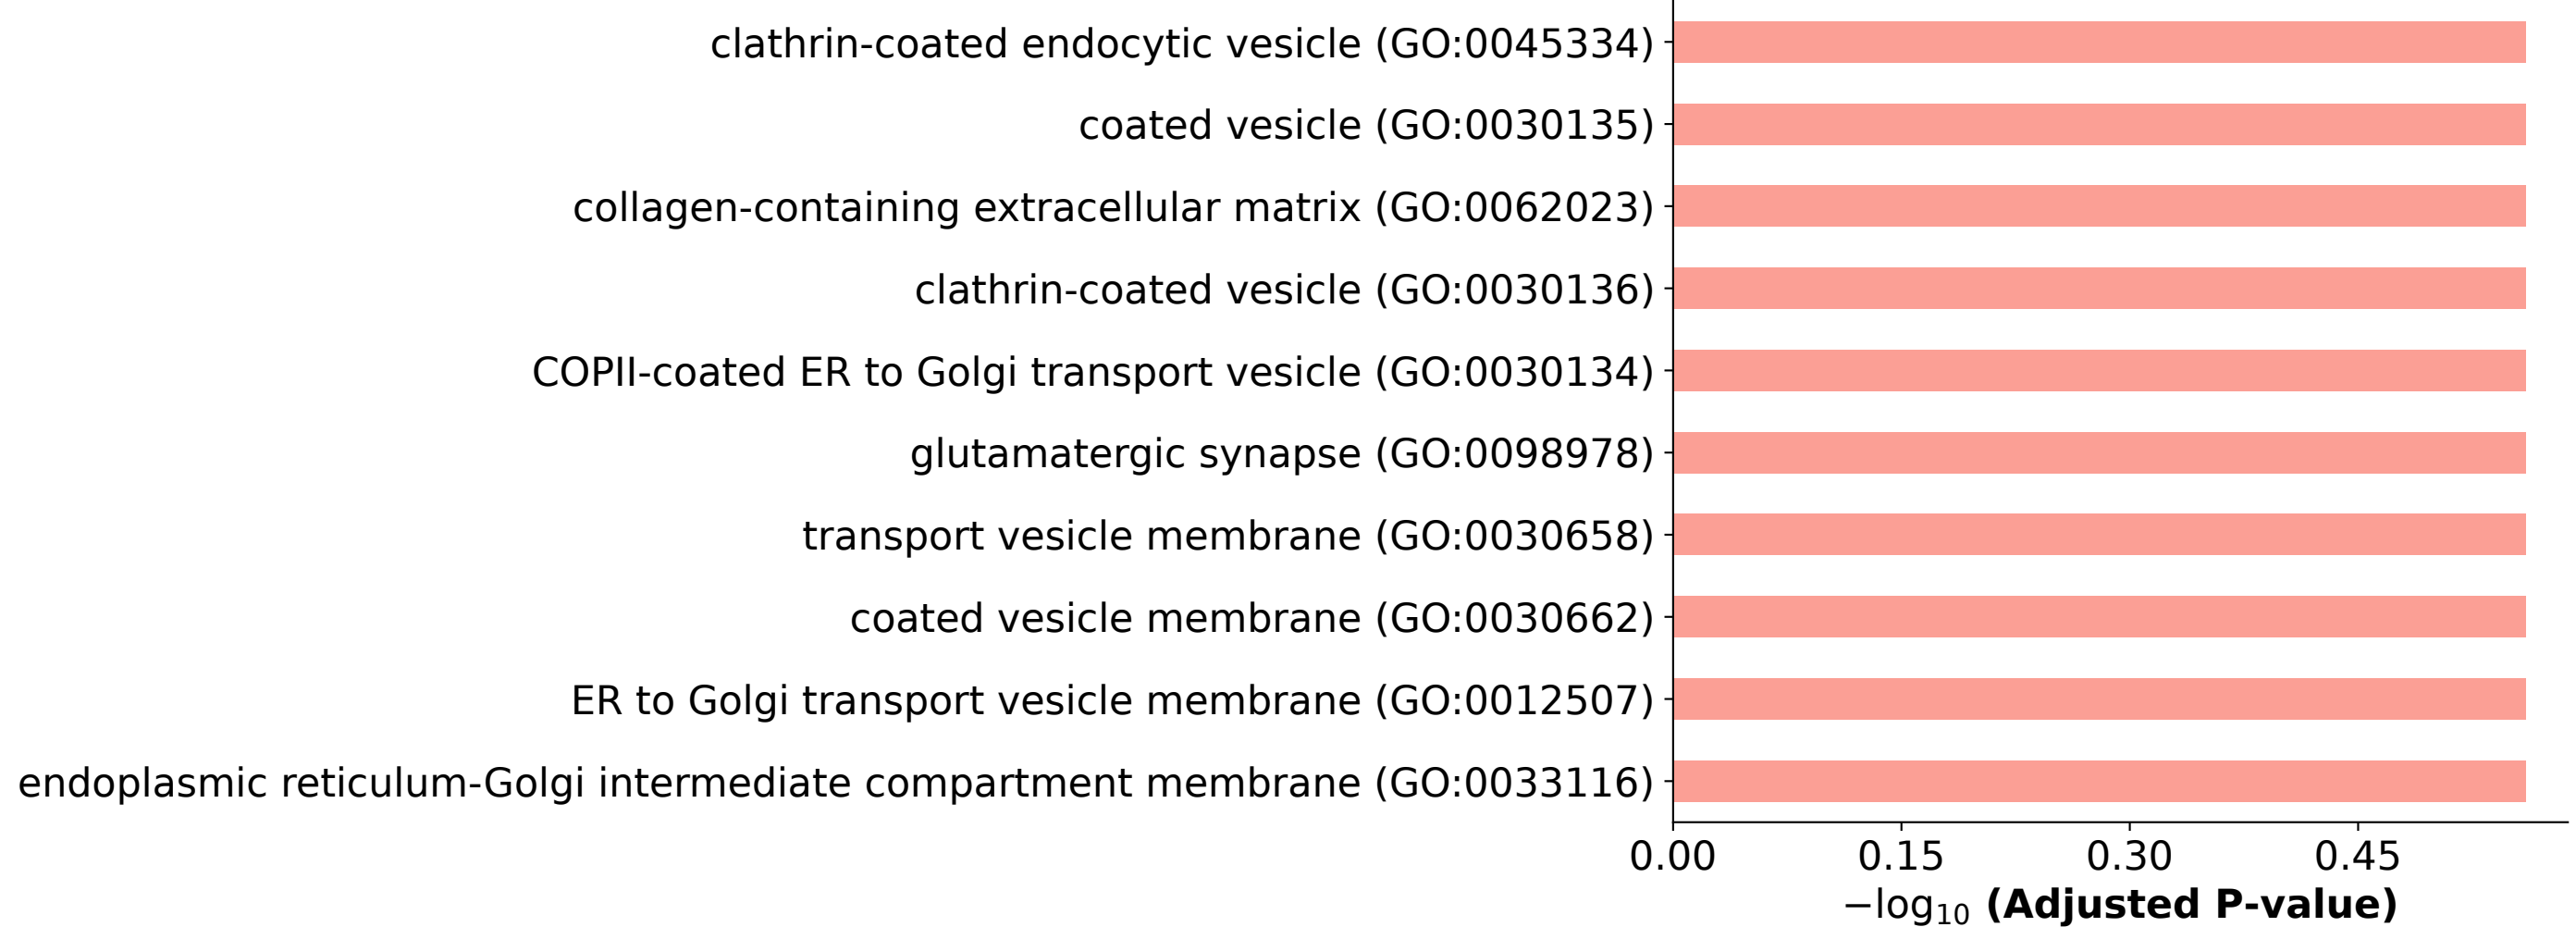 clathrin-coated endocytic vesicle (GO:0045334)
coated vesicle (GO:0030135)
collagen-containing extracellular matrix (GO:0062023)
clathrin-coated vesicle (GO:0030136)
COPII-coated ER to Golgi transport vesicle (GO:0030134)
glutamatergic synapse (GO:0098978)
transport vesicle membrane (GO:0030658)
coated vesicle membrane (GO:0030662)
ER to Golgi transport vesicle membrane (GO:0012507)
endoplasmic reticulum-Golgi intermediate compartment membrane (GO:0033116)
0.00 0.15 0.30 0.45
−log₁₀ (Adjusted P-value)